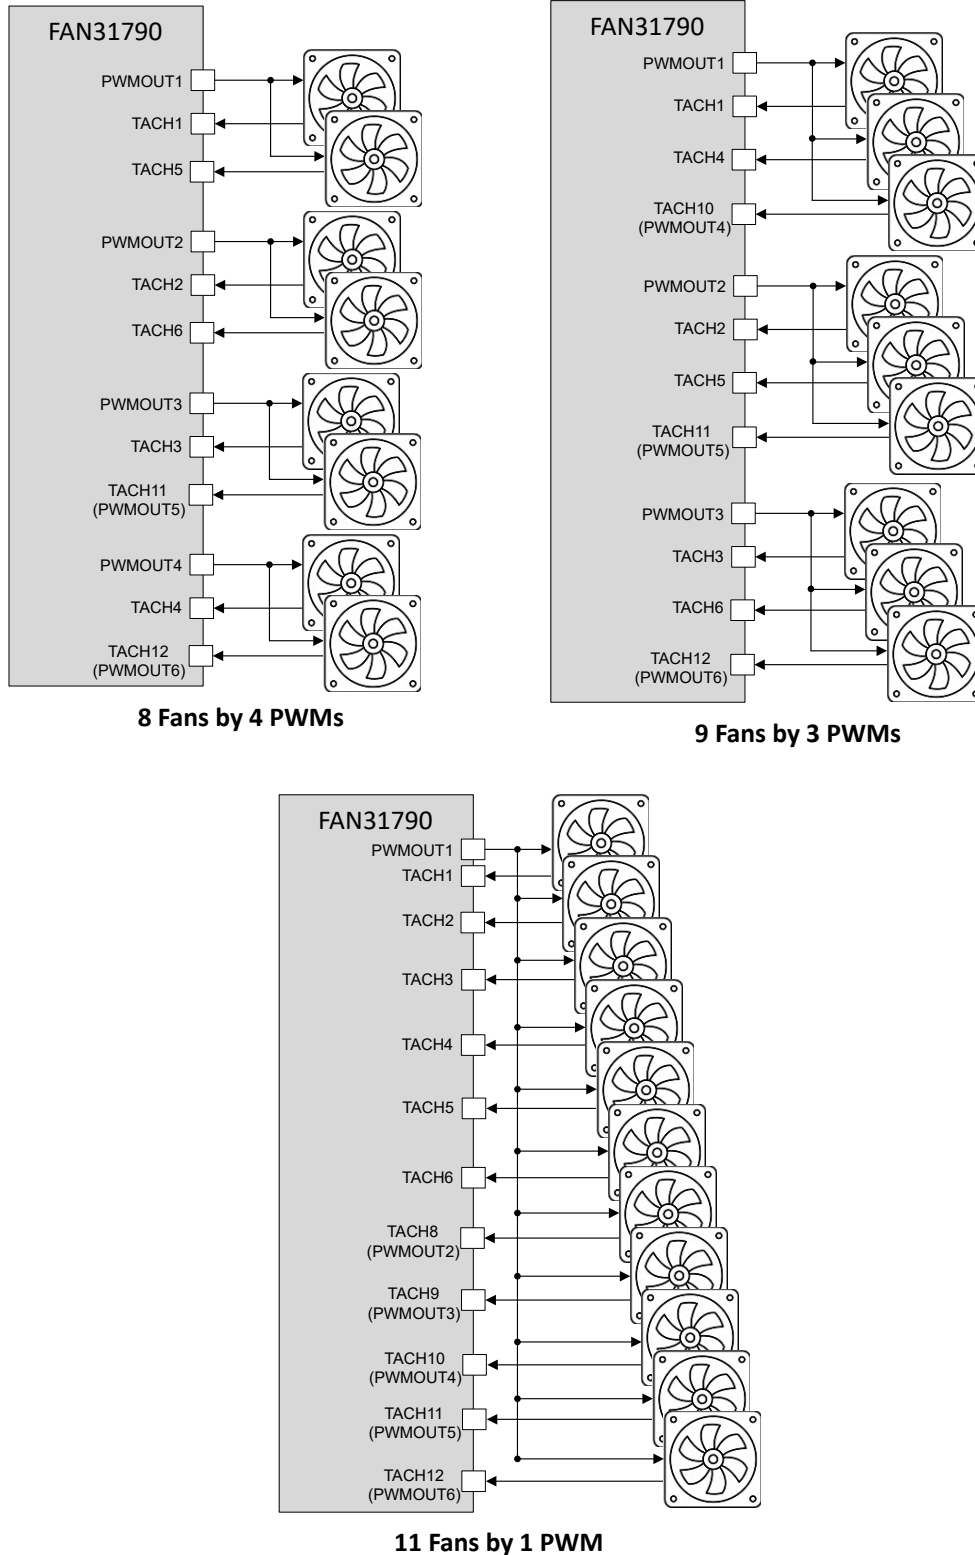 FAN31790
PWMOUT1
TACH1
TACH5
PWMOUT2
TACH2
TACH6
PWMOUT3
TACH3
TACH11
(PWMOUT5)
PWMOUT4
TACH4
TACH12
(PWMOUT6)
8 Fans by 4 PWMs
FAN31790
PWMOUT1
TACH1
TACH4
TACH10
(PWMOUT4)
PWMOUT2
TACH2
TACH5
TACH11
(PWMOUT5)
PWMOUT3
TACH3
TACH6
TACH12
(PWMOUT6)
9 Fans by 3 PWMs
FAN31790
PWMOUT1
TACH1
TACH2
TACH3
TACH4
TACH5
TACH6
TACH8
(PWMOUT2)
TACH9
(PWMOUT3)
TACH10
(PWMOUT4)
TACH11
(PWMOUT5)
TACH12
(PWMOUT6)
11 Fans by 1 PWM